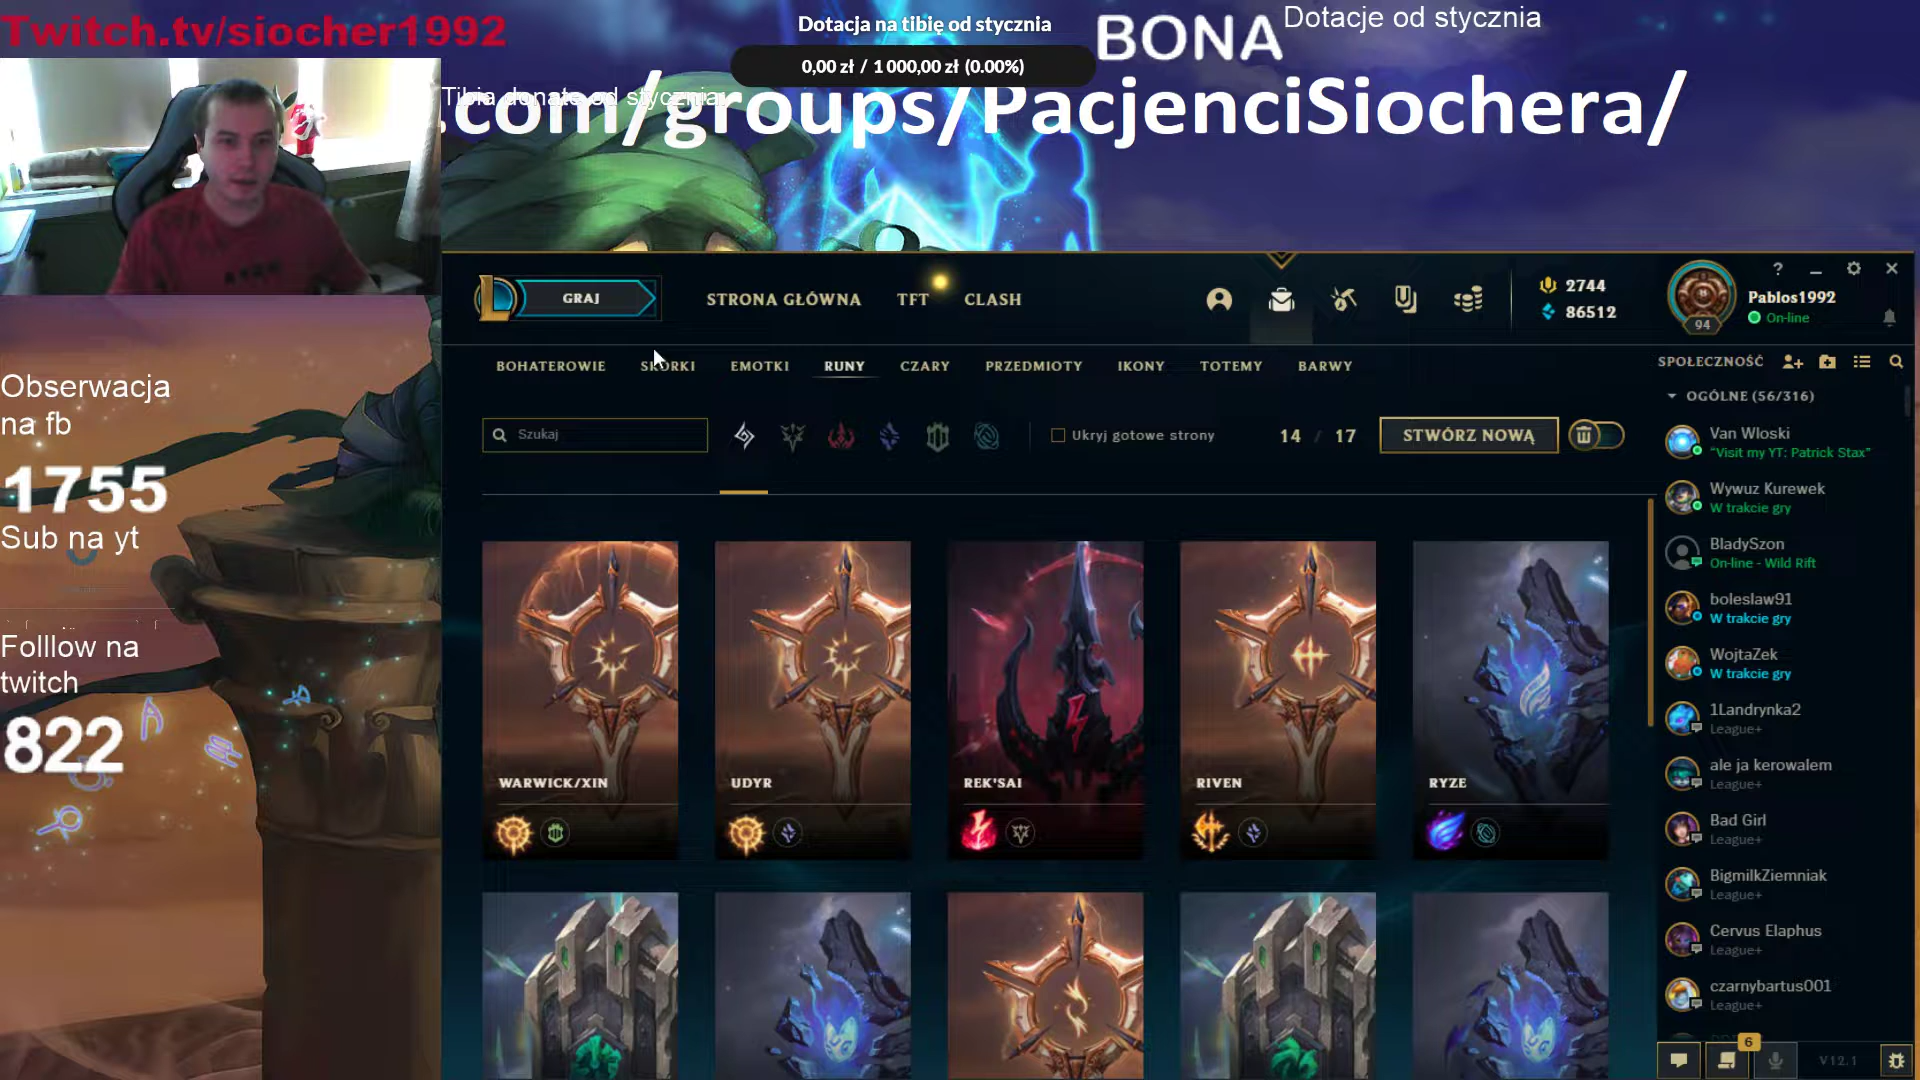 Twitch.tv/siocher1992
Dotacja na tibię od stycznia
0,00 zł / 1 000,00 zł (0.00%)
BONA
Dotacje od stycznia
Tibia donate od stycznia
.com/groups/PacjenciSiochera/
Obserwacja
na fb
1755
Sub na yt
Folllow na
twitch
822
GRAJ
STRONA GŁÓWNA
TFT
CLASH
2744
86512
94
Pablos1992
On-line
?
BOHATEROWIE
SKÓRKI
EMOTKI
RUNY
CZARY
PRZEDMIOTY
IKONY
TOTEMY
BARWY
Szukaj
Ukryj gotowe strony
14 / 17
STWÓRZ NOWĄ
WARWICK/XIN
UDYR
REK'SAI
RIVEN
RYZE
SPOŁECZNOŚĆ
OGÓLNE (56/316)
Van Wloski
"Visit my YT: Patrick Stax"
Wywuz Kurewek
W trakcie gry
BladySzon
On-line - Wild Rift
boleslaw91
W trakcie gry
WojtaZek
W trakcie gry
1Landrynka2
League+
ale ja kerowalem
League+
Bad Girl
League+
BigmilkZiemniak
League+
Cervus Elaphus
League+
czarnybartus001
League+
6
V12.1